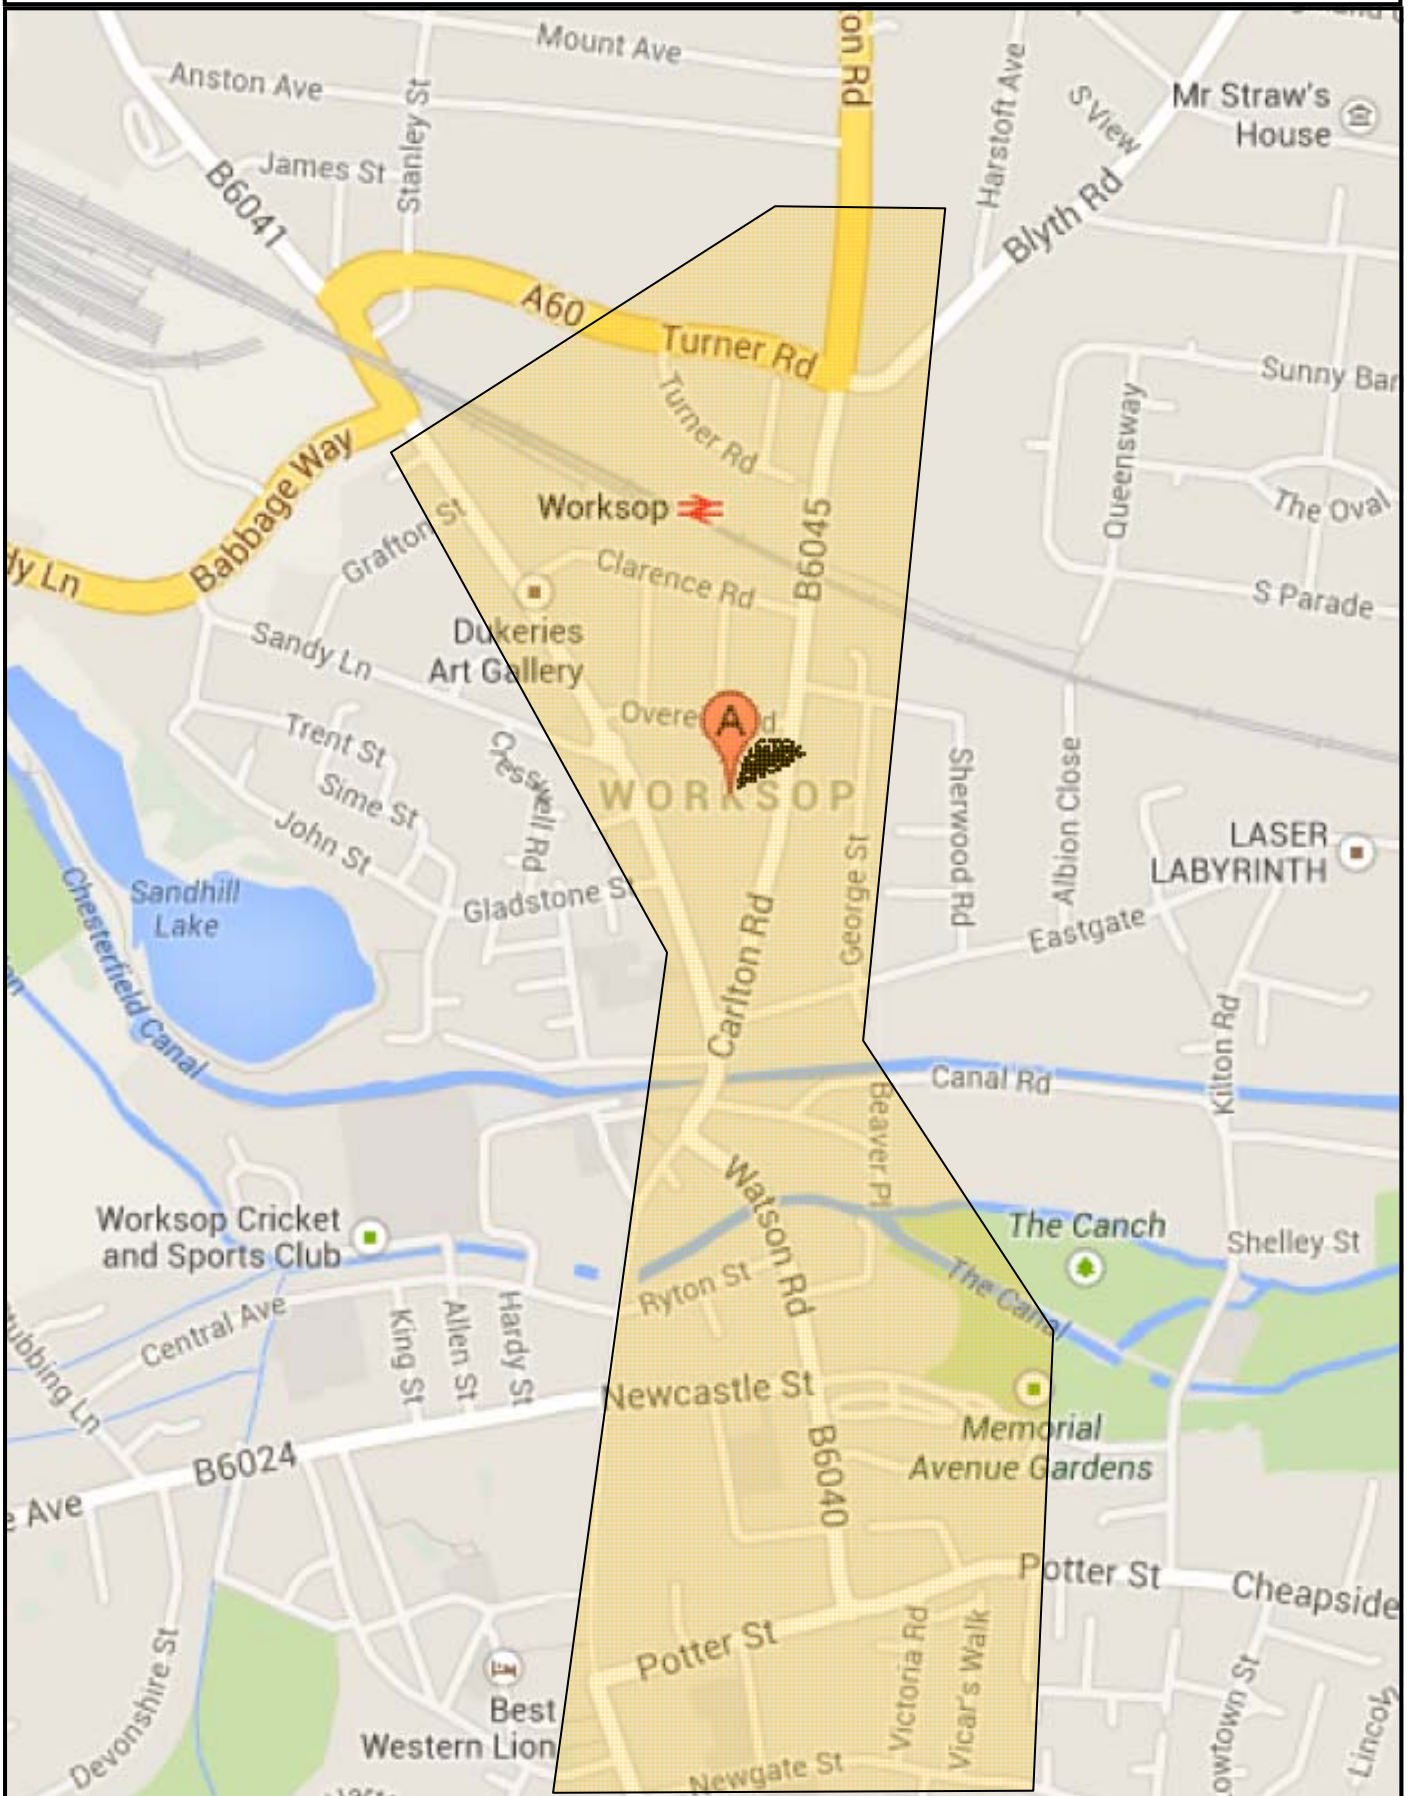 Mount Ave
on Rd
Anston Ave
Stanley St
Harstoft Ave
S View
Mr Straw's
House
James St
B6041
Blyth Rd
A60
Turner Rd
Turner Rd
Sunny Bar
Queensway
Babbage Way
Worksop
B6045
The Oval
Grafton St
dy Ln
Clarence Rd
S Parade
Dukeries
Art Gallery
Sandy Ln
Trent St
A
Cresswell Rd
WORKSOP
Sherwood Rd
Albion Close
Sime St
John St
LASER
LABYRINTH
George St
Sandhill
Lake
Gladstone St
Carlton Rd
Eastgate
Chesterfield Canal
Kilton Rd
Canal Rd
Beaver Pl
Watson Rd
Worksop Cricket
and Sports Club
The Canch
Shelley St
Ryton St
The Canal
Central Ave
King St
Allen St
Hardy St
ubbing Ln
Newcastle St
Memorial
Avenue Gardens
B6024
B6040
e Ave
Potter St
Cheapside
Potter St
Victoria Rd
Vicar's Walk
Devonshire St
Best
Western Lion
owtown St
Newgate St